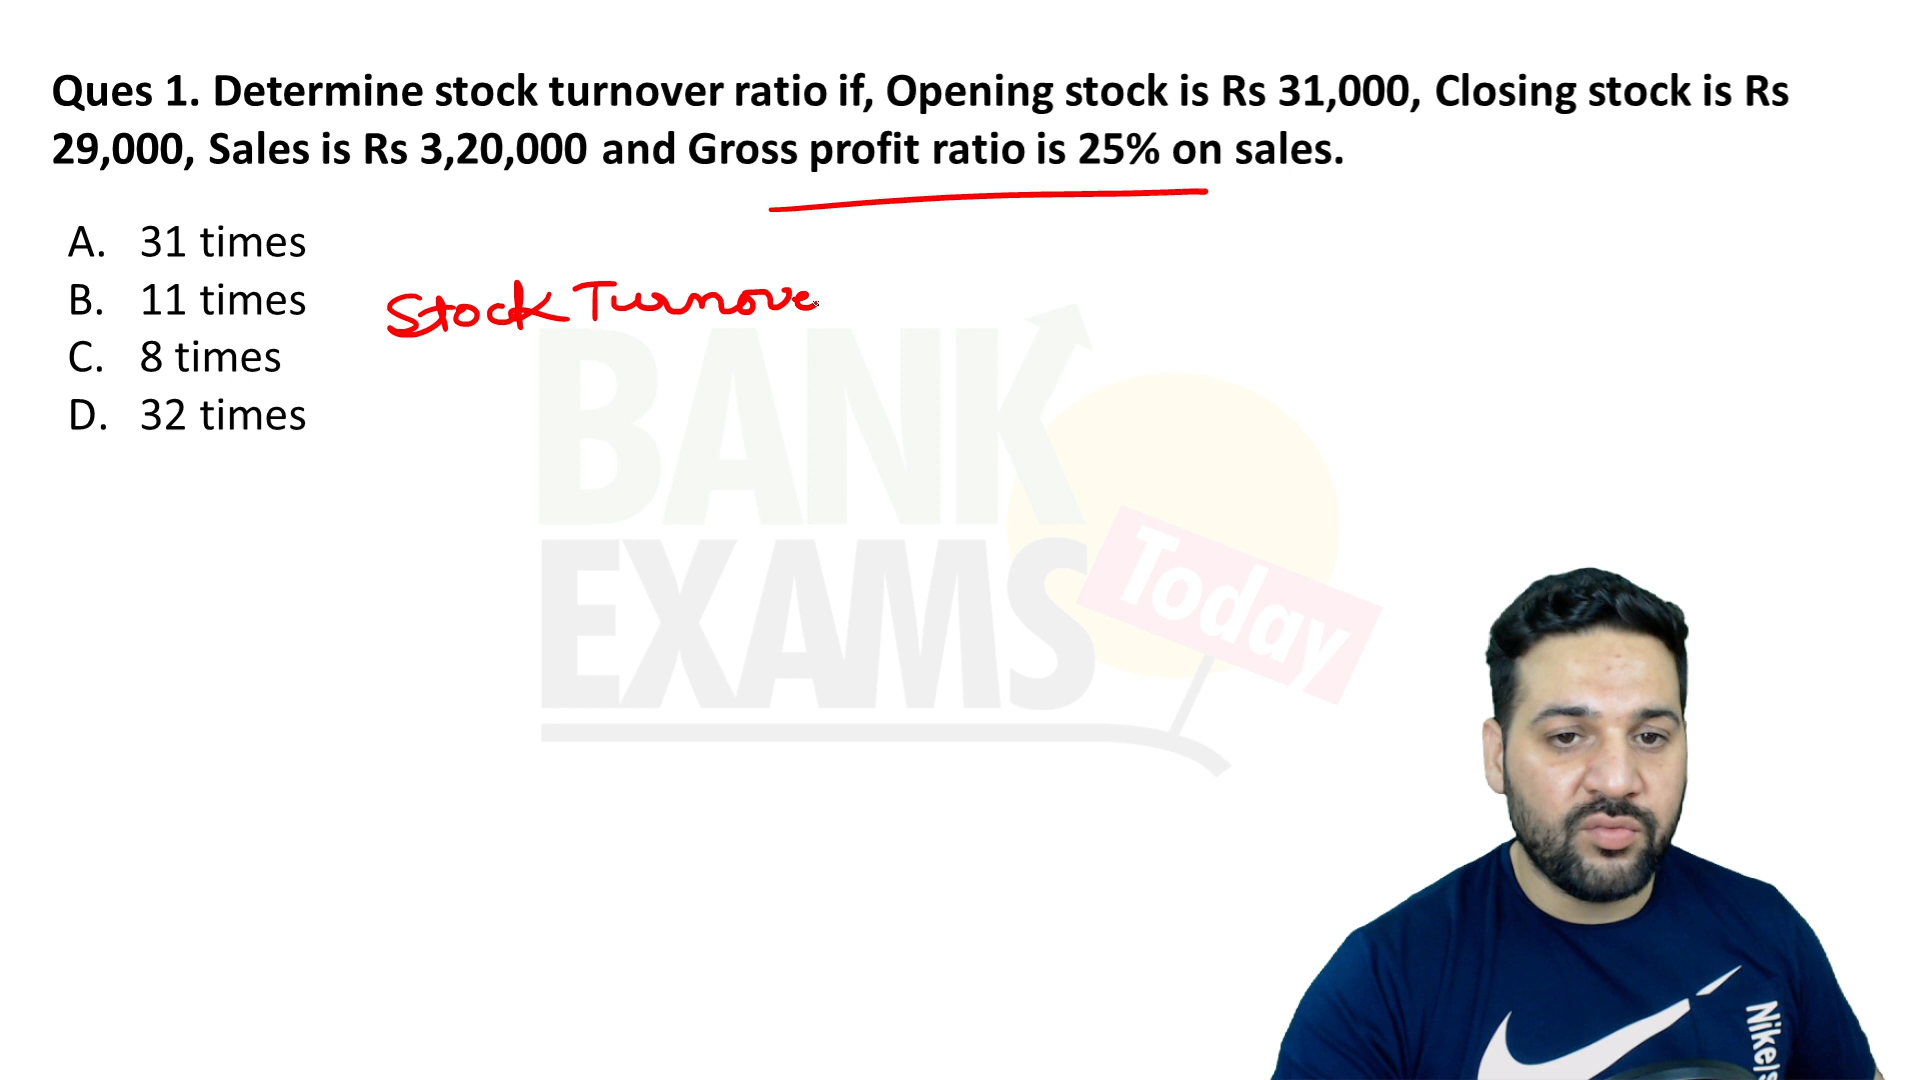 Ques 1. Determine stock turnover ratio if, Opening stock is Rs 31,000, Closing stock is Rs
29,000, Sales is Rs 3,20,000 and Gross profit ratio is 25% on sales.
A. 31 times
B. 11 times
C. 8 times
D. 32 times
Stock Turnove
BANK
EXAMS
Today